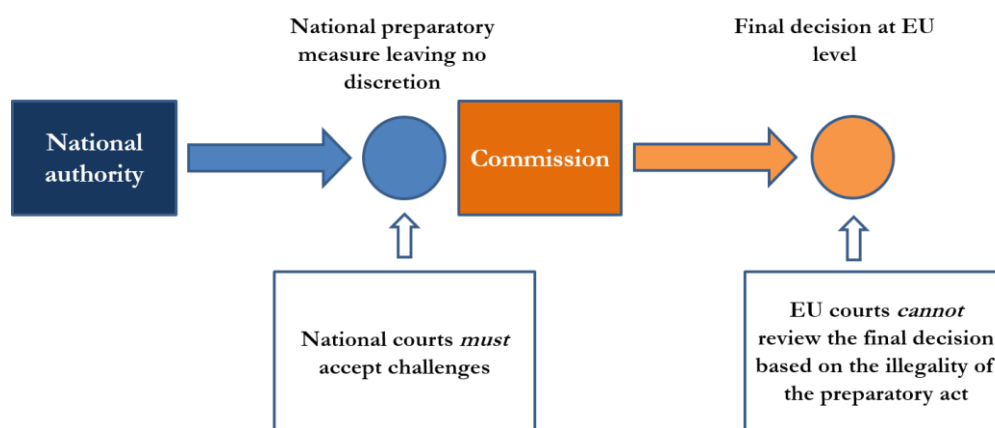 National preparatory
measure leaving no
discretion
Final decision at EU
level
National
authority
Commission
National courts must
accept challenges
EU courts cannot
review the final decision
based on the illegality of
the preparatory act